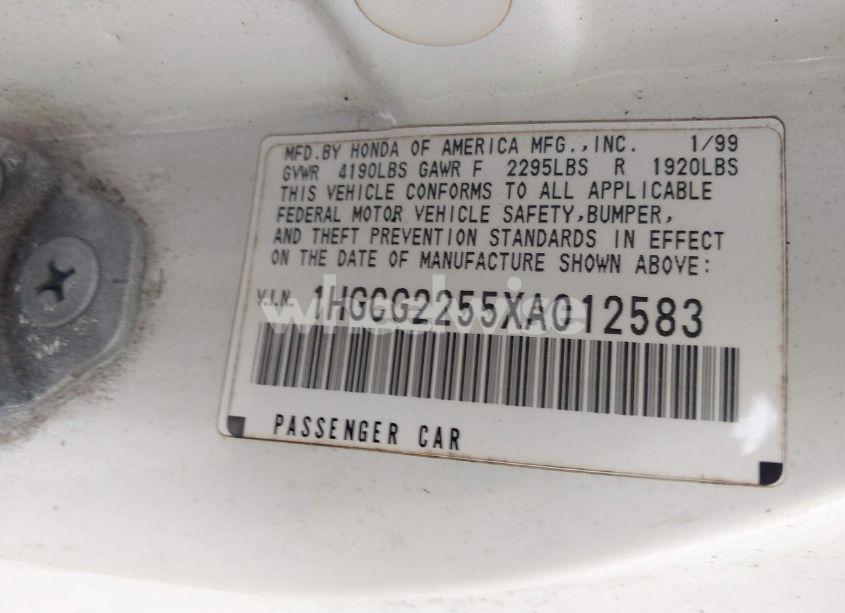 MFD.BY HONDA OF AMERICA MFG.,INC. 1/99
GVWR 4190LBS GAWR F 2295LBS R 1920LBS
THIS VEHICLE CONFORMS TO ALL APPLICABLE
FEDERAL MOTOR VEHICLE SAFETY,BUMPER,
AND THEFT PREVENTION STANDARDS IN EFFECT
ON THE DATE OF MANUFACTURE SHOWN ABOVE:
V.I.N. 1HGCG2255XA012583
PASSENGER CAR